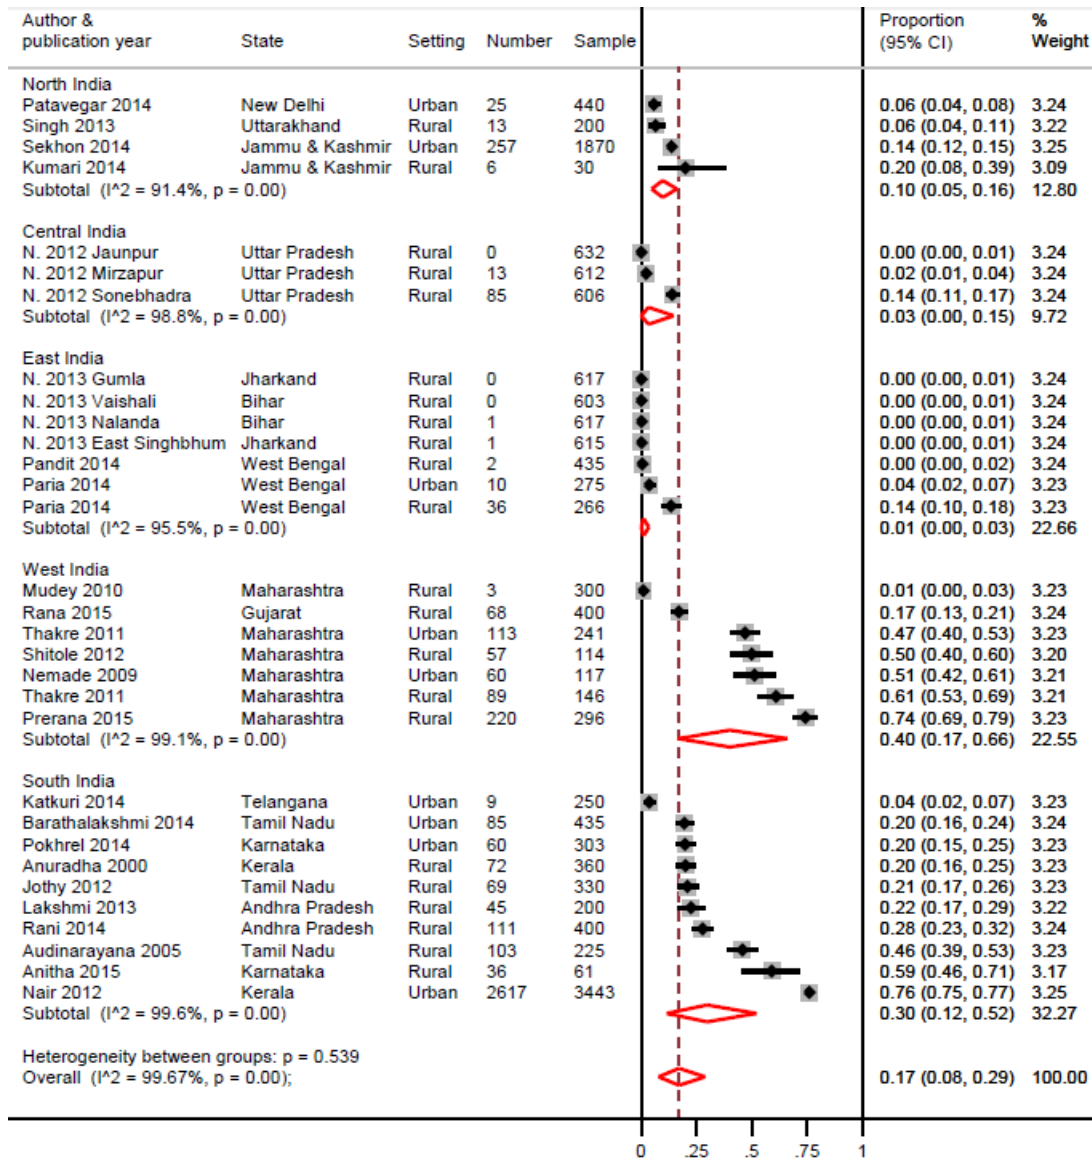 Author & publication year State Setting Number Sample Proportion (95% CI) % Weight
North India
Patavegar 2014 New Delhi Urban 25 440 0.06 (0.04, 0.08) 3.24
Singh 2013 Uttarakhand Rural 13 200 0.06 (0.04, 0.11) 3.22
Sekhon 2014 Jammu & Kashmir Urban 257 1870 0.14 (0.12, 0.15) 3.25
Kumari 2014 Jammu & Kashmir Rural 6 30 0.20 (0.08, 0.39) 3.09
Subtotal (I^2 = 91.4%, p = 0.00) 0.10 (0.05, 0.16) 12.80
Central India
N. 2012 Jaunpur Uttar Pradesh Rural 0 632 0.00 (0.00, 0.01) 3.24
N. 2012 Mirzapur Uttar Pradesh Rural 13 612 0.02 (0.01, 0.04) 3.24
N. 2012 Sonebhadra Uttar Pradesh Rural 85 606 0.14 (0.11, 0.17) 3.24
Subtotal (I^2 = 98.8%, p = 0.00) 0.03 (0.00, 0.15) 9.72
East India
N. 2013 Gumla Jharkand Rural 0 617 0.00 (0.00, 0.01) 3.24
N. 2013 Vaishali Bihar Rural 0 603 0.00 (0.00, 0.01) 3.24
N. 2013 Nalanda Bihar Rural 1 617 0.00 (0.00, 0.01) 3.24
N. 2013 East Singhbhum Jharkand Rural 1 615 0.00 (0.00, 0.01) 3.24
Pandit 2014 West Bengal Rural 2 435 0.00 (0.00, 0.02) 3.24
Paria 2014 West Bengal Urban 10 275 0.04 (0.02, 0.07) 3.23
Paria 2014 West Bengal Rural 36 266 0.14 (0.10, 0.18) 3.23
Subtotal (I^2 = 95.5%, p = 0.00) 0.01 (0.00, 0.03) 22.66
West India
Mudey 2010 Maharashtra Rural 3 300 0.01 (0.00, 0.03) 3.23
Rana 2015 Gujarat Rural 68 400 0.17 (0.13, 0.21) 3.24
Thakre 2011 Maharashtra Urban 113 241 0.47 (0.40, 0.53) 3.23
Shitole 2012 Maharashtra Rural 57 114 0.50 (0.40, 0.60) 3.20
Nemade 2009 Maharashtra Urban 60 117 0.51 (0.42, 0.61) 3.21
Thakre 2011 Maharashtra Rural 89 146 0.61 (0.53, 0.69) 3.21
Prerana 2015 Maharashtra Rural 220 296 0.74 (0.69, 0.79) 3.23
Subtotal (I^2 = 99.1%, p = 0.00) 0.40 (0.17, 0.66) 22.55
South India
Katkuri 2014 Telangana Urban 9 250 0.04 (0.02, 0.07) 3.23
Barathalakshmi 2014 Tamil Nadu Urban 85 435 0.20 (0.16, 0.24) 3.24
Pokhrel 2014 Karnataka Urban 60 303 0.20 (0.15, 0.25) 3.23
Anuradha 2000 Kerala Rural 72 360 0.20 (0.16, 0.25) 3.23
Jothy 2012 Tamil Nadu Rural 69 330 0.21 (0.17, 0.26) 3.23
Lakshmi 2013 Andhra Pradesh Rural 45 200 0.22 (0.17, 0.29) 3.22
Rani 2014 Andhra Pradesh Rural 111 400 0.28 (0.23, 0.32) 3.24
Audinarayana 2005 Tamil Nadu Rural 103 225 0.46 (0.39, 0.53) 3.23
Anitha 2015 Karnataka Rural 36 61 0.59 (0.46, 0.71) 3.17
Nair 2012 Kerala Urban 2617 3443 0.76 (0.75, 0.77) 3.25
Subtotal (I^2 = 99.6%, p = 0.00) 0.30 (0.12, 0.52) 32.27
Heterogeneity between groups: p = 0.539
Overall (I^2 = 99.67%, p = 0.00); 0.17 (0.08, 0.29) 100.00
0 .25 .5 .75 1